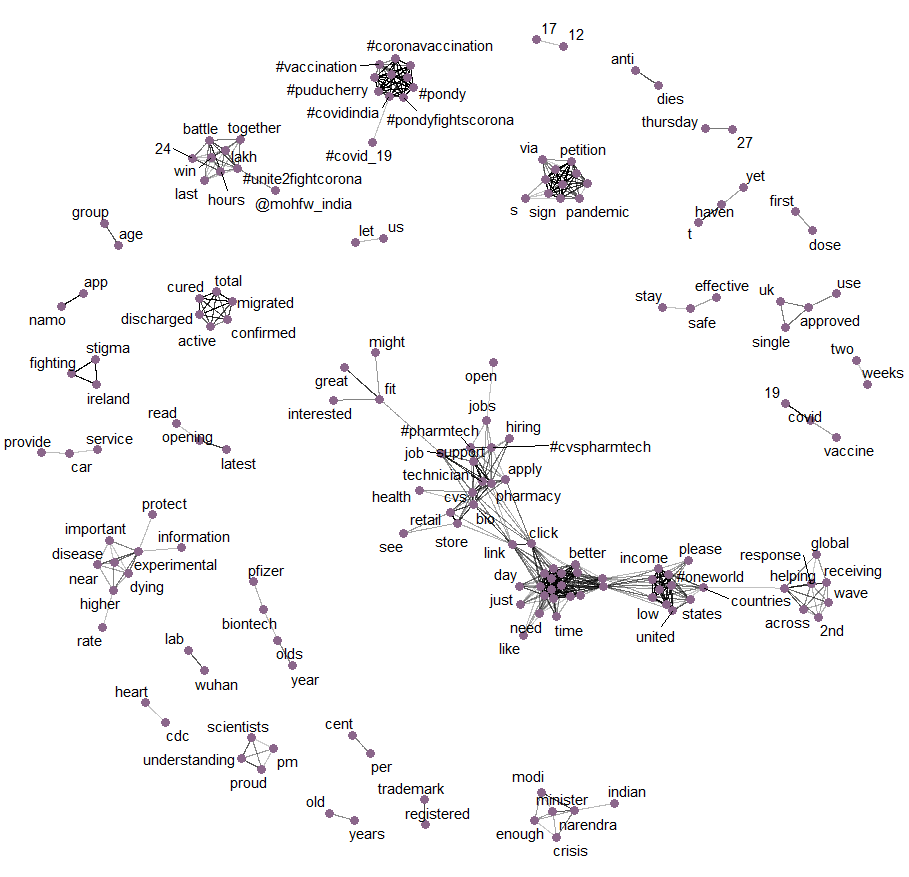 17
12
#coronavaccination
anti
#vaccination
dies
#puducherry
#pondy
#covidindia
#pondyfightscorona
thursday
27
battle
together
24
lakh
win
#covid_19
via
petition
#unite2fightcorona
last
hours
@mohfw_india
s
sign
pandemic
yet
haven
t
first
dose
group
age
let
us
app
namo
cured
total
migrated
discharged
confirmed
active
stay
effective
safe
uk
use
approved
single
stigma
fighting
ireland
might
great
fit
interested
open
jobs
two
weeks
19
covid
vaccine
read
opening
latest
provide
service
car
#pharmtech
hiring
job
support
#cvspharmtech
technician
apply
health
cvs
pharmacy
retail
bio
see
store
click
link
protect
important
information
disease
experimental
near
dying
higher
rate
day
better
just
need
time
like
income
please
#oneworld
countries
low
states
united
response
global
helping
receiving
wave
across
2nd
pfizer
biontech
olds
year
lab
wuhan
heart
cdc
scientists
understanding
pm
proud
cent
per
trademark
registered
old
years
modi
indian
minister
narendra
enough
crisis